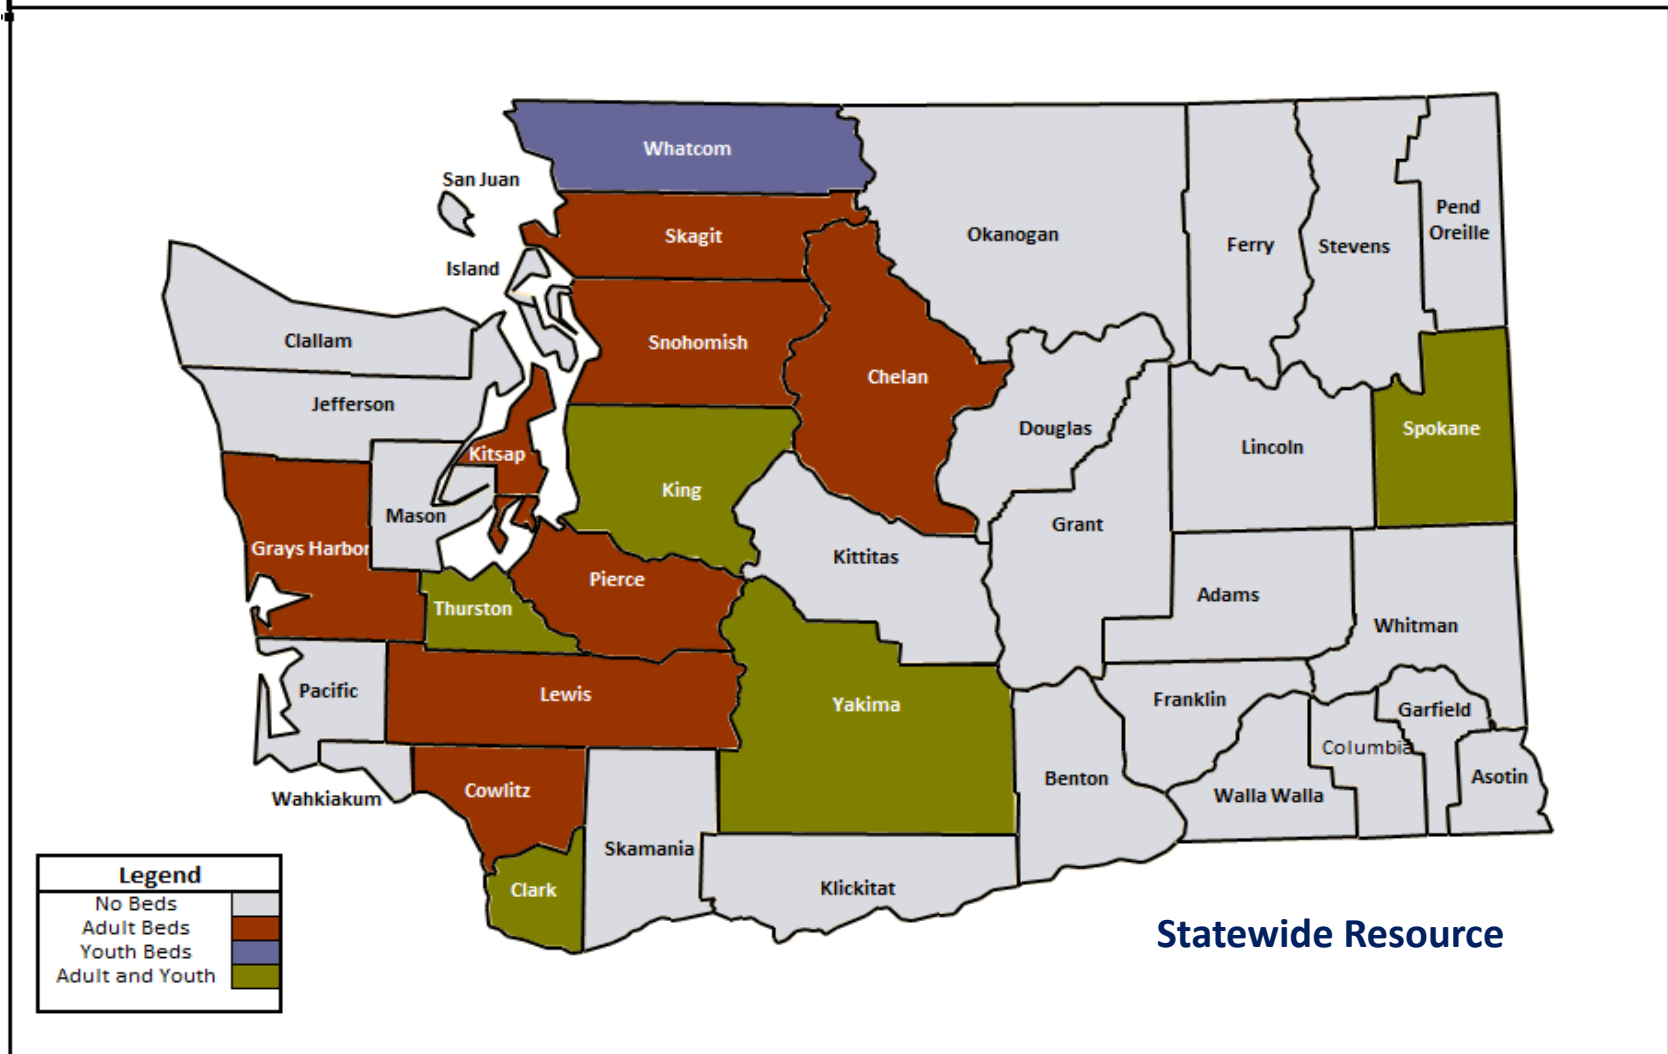 Whatcom
San Juan
Skagit
Okanogan
Pend
Oreille
Ferry
Stevens
Island
Clallam
Snohomish
Chelan
Jefferson
Douglas
Spokane
Lincoln
Kitsap
King
Mason
Grant
Grays Harbor
Kittitas
Pierce
Adams
Thurston
Whitman
Pacific
Lewis
Yakima
Franklin
Garfield
Columbia
Benton
Asotin
Walla Walla
Cowlitz
Wahkiakum
Skamania
Clark
Klickitat
Statewide Resource
Legend
No Beds
Adult Beds
Youth Beds
Adult and Youth